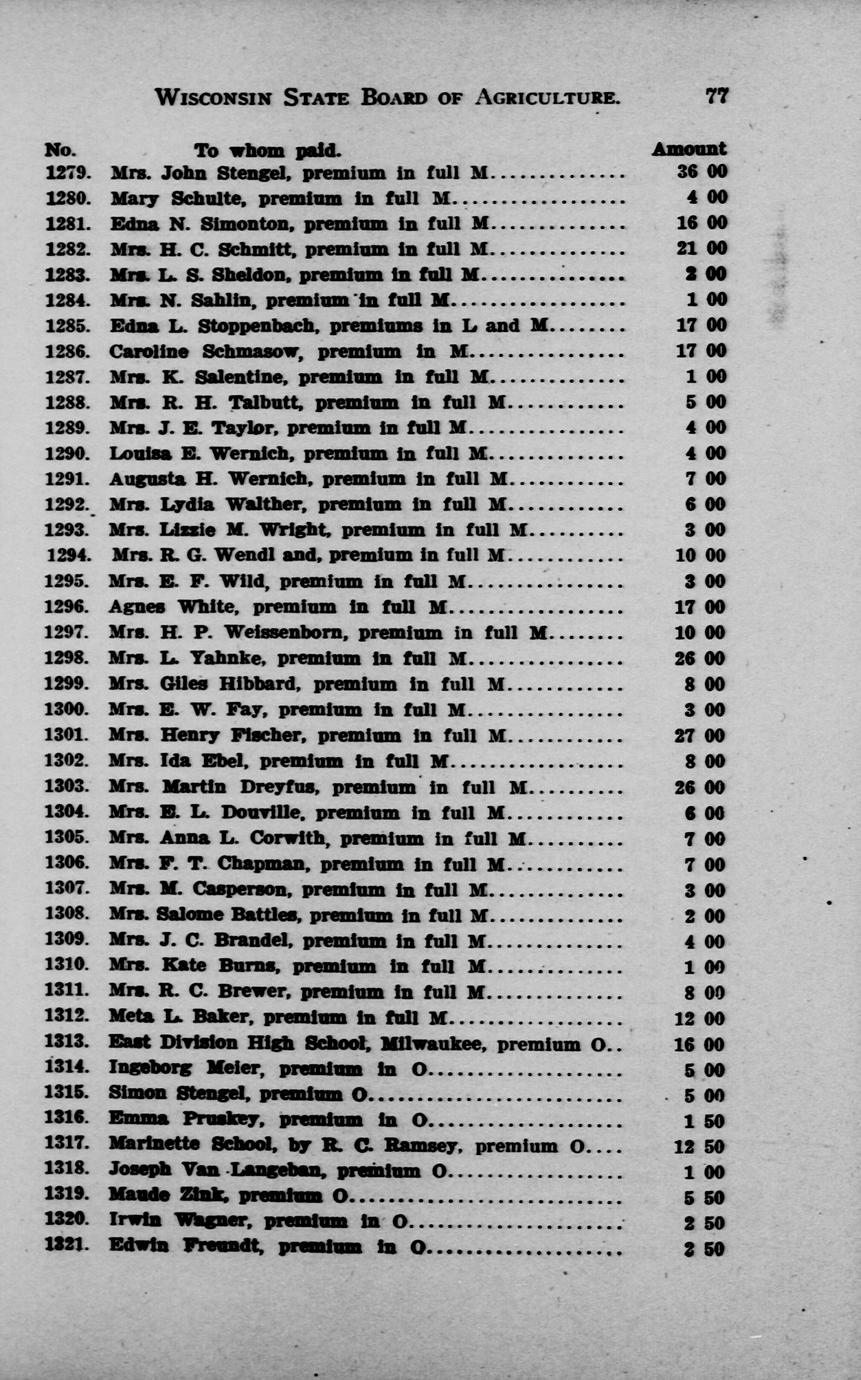 WISCONSIN STATE BOARD OF AGRICULTURE. 77
No. To whom paid. Amount
1279. Mrs. John Stengel, premium in full M.............. 36 00
1280. Mary Schulte, premium in full M.................. 4 00
1281. Edna N. Simonton, premium in full M.............. 16 00
1282. Mrs. H. C. Schmitt, premium in full M.............. 21 00
1283. Mrs. L. S. Sheldon, premium in full M............... 2 00
1284. Mrs. N. Sahlin, premium in full M.................. 1 00
1285. Edna L. Stoppenbach, premiums in L and M........ 17 00
1286. Caroline Schmasow, premium in M................ 17 00
1287. Mrs. K. Salentine, premium in full M.............. 1 00
1288. Mrs. R. H. Talbutt, premium in full M............ 5 00
1289. Mrs. J. E. Taylor, premium in full M................ 4 00
1290. Louisa E. Wernich, premium in full M.............. 4 00
1291. Augusta H. Wernich, premium in full M............ 7 00
1292. Mrs. Lydia Walther, premium in full M............ 6 00
1293. Mrs. Lizzie M. Wright, premium in full M.......... 3 00
1294. Mrs. R. G. Wendl and, premium in full M............ 10 00
1295. Mrs. E. F. Wild, premium in full M................ 3 00
1296. Agnes White, premium in full M.................. 17 00
1297. Mrs. H. P. Weissenborn, premium in full M........ 10 00
1298. Mrs. L. Yahnke, premium in full M................ 26 00
1299. Mrs. Giles Hibbard, premium in full M............ 8 00
1300. Mrs. E. W. Fay, premium in full M................ 3 00
1301. Mrs. Henry Fischer, premium in full M............ 27 00
1302. Mrs. Ida Ebel, premium in full M.................. 8 00
1303. Mrs. Martin Dreyfus, premium in full M.......... 26 00
1304. Mrs. E. L. Douville, premium in full M............ 6 00
1305. Mrs. Anna L. Corwith, premium in full M.......... 7 00
1306. Mrs. F. T. Chapman, premium in full M............ 7 00
1307. Mrs. M. Casperson, premium in full M.............. 3 00
1308. Mrs. Salome Battles, premium in full M.............. 2 00
1309. Mrs. J. C. Brandel, premium in full M.............. 4 00
1310. Mrs. Kate Burns, premium in full M.............. 1 00
1311. Mrs. R. C. Brewer, premium in full M.............. 8 00
1312. Meta L. Baker, premium in full M.................. 12 00
1313. East Division High School, Milwaukee, premium O.. 16 00
1314. Ingeborg Meier, premium in O.................... 5 00
1315. Simon Stengel, premium O.......................... 5 00
1316. Emma Pruskey, premium in O.................... 1 50
1317. Marinette School, by R. C. Ramsey, premium O.... 12 50
1318. Joseph Van Langeban, premium O.................. 1 00
1319. Maude Zink, premium O............................ 5 50
1320. Irwin Wagner, premium in O...................... 2 50
1321. Edwin Freundt, premium in O.................... 2 50